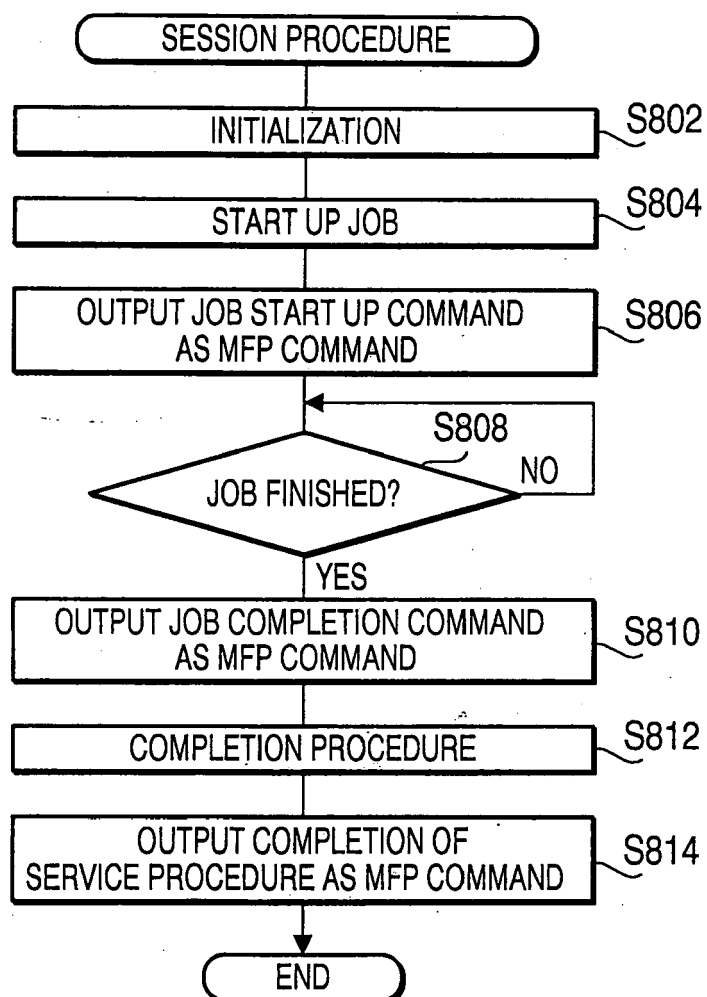 SESSION PROCEDURE
INITIALIZATION
S802
START UP JOB
S804
OUTPUT JOB START UP COMMAND
AS MFP COMMAND
S806
S808
JOB FINISHED?
NO
YES
OUTPUT JOB COMPLETION COMMAND
AS MFP COMMAND
S810
COMPLETION PROCEDURE
S812
OUTPUT COMPLETION OF
SERVICE PROCEDURE AS MFP COMMAND
S814
END